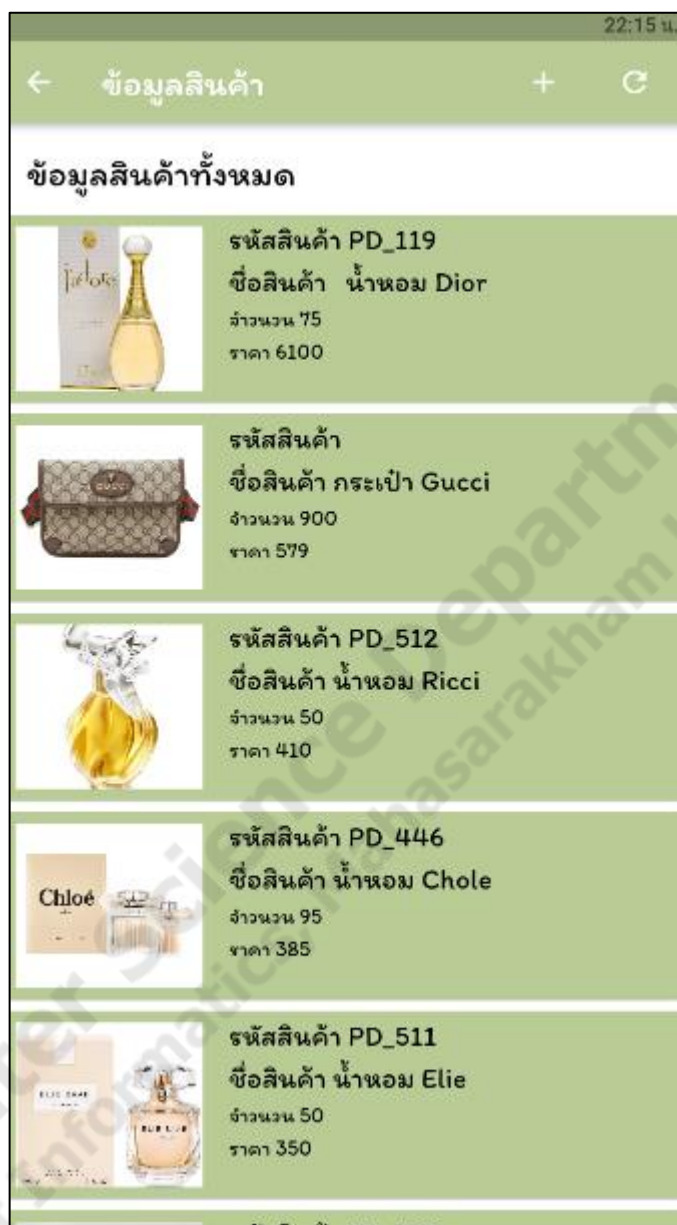 22:15 น.
ข้อมูลสินค้า
ข้อมูลสินค้าทั้งหมด
รหัสสินค้า PD_119
ชื่อสินค้า น้ำหอม Dior
จำนวน 75
ราคา 6100
j'adore
รหัสสินค้า
ชื่อสินค้า กระเป๋า Gucci
จำนวน 900
ราคา 579
GUCCI
รหัสสินค้า PD_512
ชื่อสินค้า น้ำหอม Ricci
จำนวน 50
ราคา 410
รหัสสินค้า PD_446
ชื่อสินค้า น้ำหอม Chole
จำนวน 95
ราคา 385
Chloé
รหัสสินค้า PD_511
ชื่อสินค้า น้ำหอม Elie
จำนวน 50
ราคา 350
ELIE SAAB